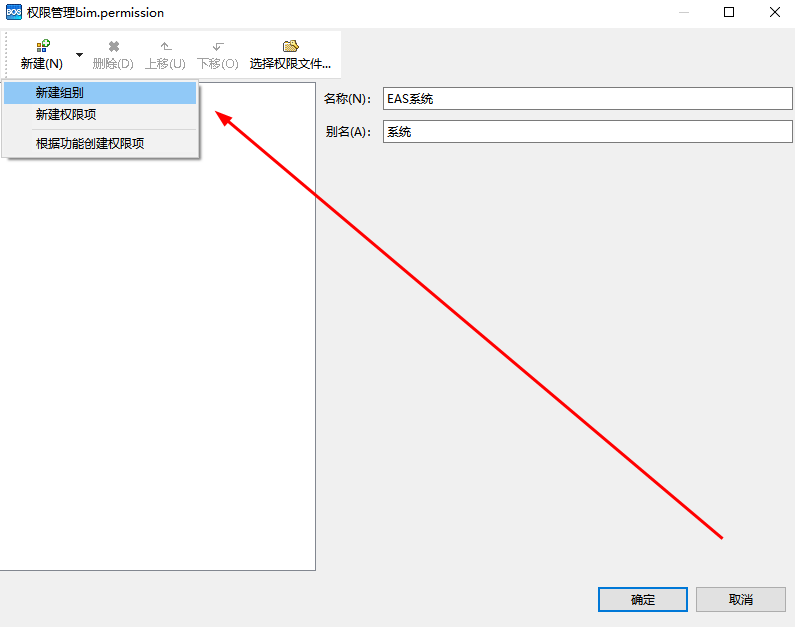 BOS 权限管理bim.permission
新建(N) 删除(D) 上移(U) 下移(O) 选择权限文件...
新建组别
新建权限项
根据功能创建权限项
名称(N): EAS系统
别名(A): 系统
确定 取消